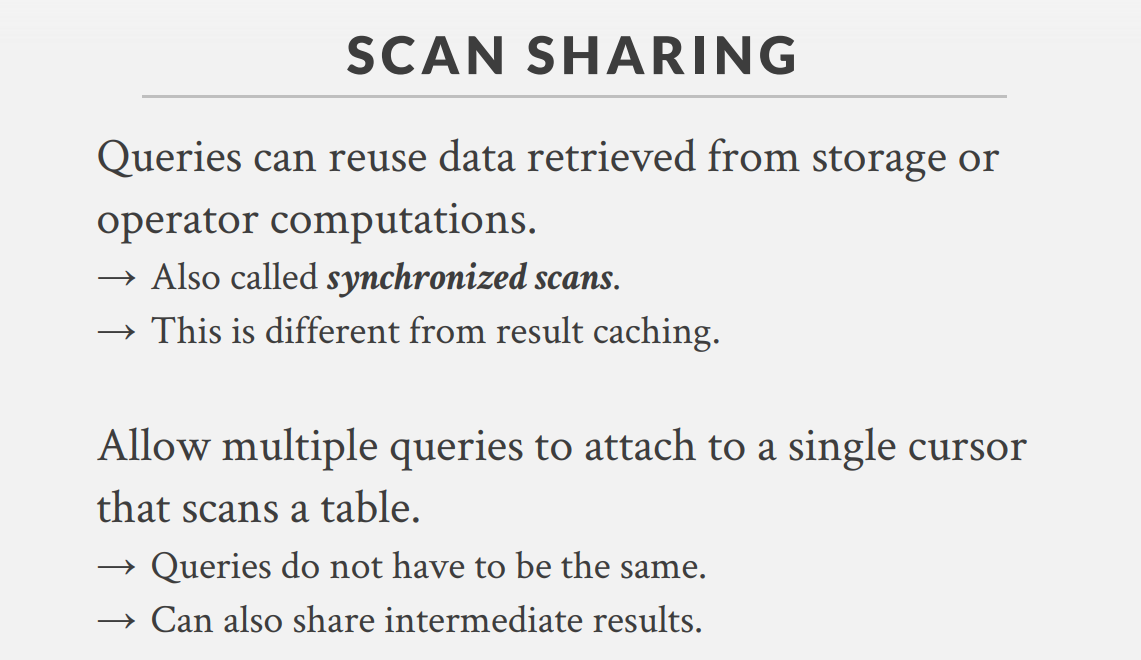 SCAN SHARING
Queries can reuse data retrieved from storage or
operator computations.
→ Also called synchronized scans.
→ This is different from result caching.
Allow multiple queries to attach to a single cursor
that scans a table.
→ Queries do not have to be the same.
→ Can also share intermediate results.